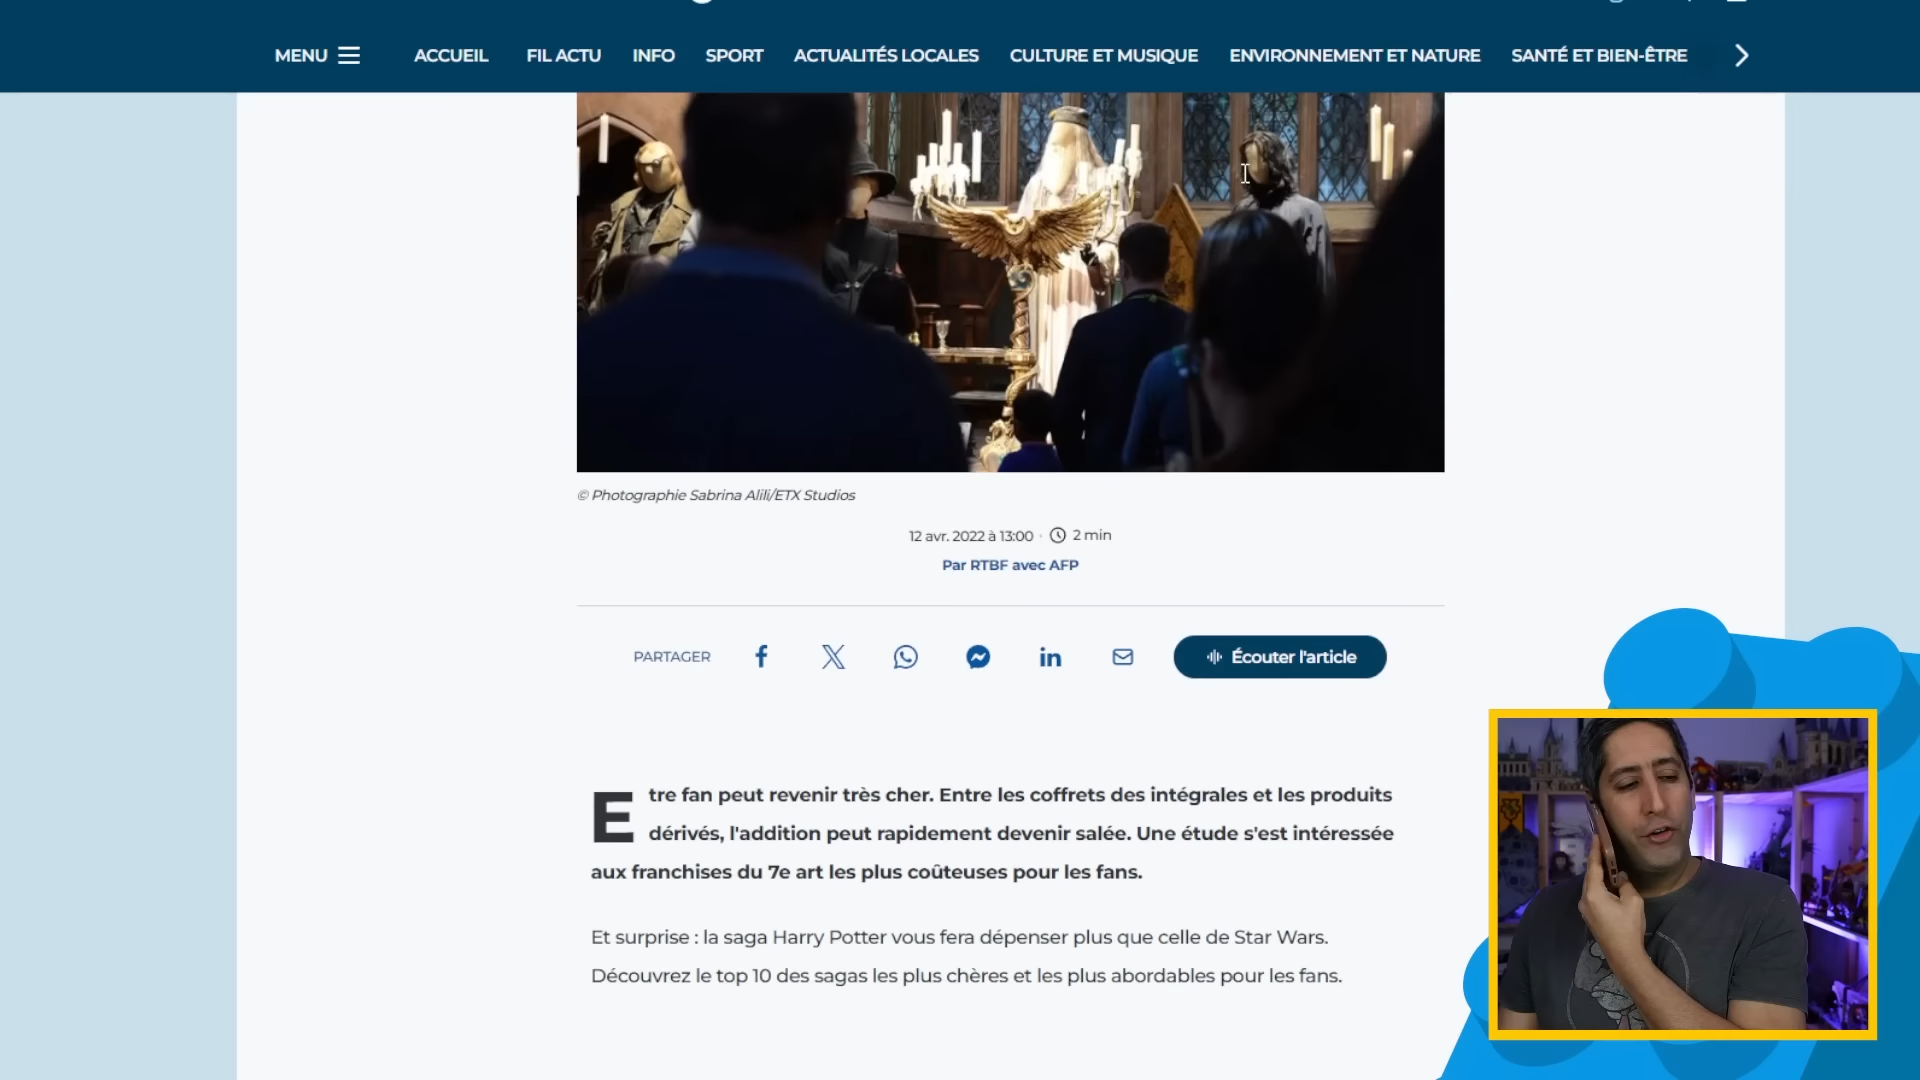 MENU
ACCUEIL
FIL ACTU
INFO
SPORT
ACTUALITÉS LOCALES
CULTURE ET MUSIQUE
ENVIRONNEMENT ET NATURE
SANTÉ ET BIEN-ÊTRE
© Photographie Sabrina Alili/ETX Studios
12 avr. 2022 à 13:00 · 2 min
Par RTBF avec AFP
PARTAGER
Écouter l'article
Etre fan peut revenir très cher. Entre les coffrets des intégrales et les produits
dérivés, l'addition peut rapidement devenir salée. Une étude s'est intéressée
aux franchises du 7e art les plus coûteuses pour les fans.
Et surprise : la saga Harry Potter vous fera dépenser plus que celle de Star Wars.
Découvrez le top 10 des sagas les plus chères et les plus abordables pour les fans.